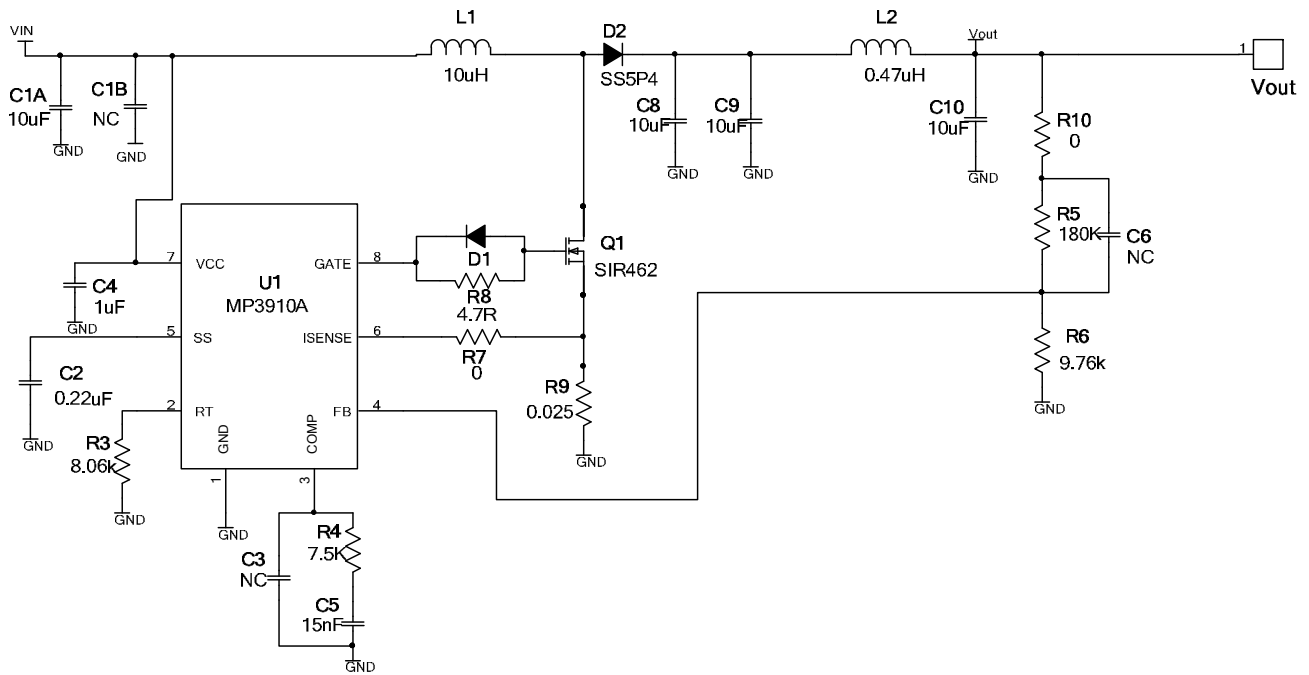 VIN
L1
10uH
D2
SS5P4
L2
0.47uH
Vout
1
Vout
C1A
10uF
GND
C1B
NC
GND
C8
10uF
GND
C9
10uF
GND
C10
10uF
GND
R10
0
R5
180K
C6
NC
R6
9.76k
GND
7
VCC
C4
1uF
GND
5
SS
C2
0.22uF
GND
2
RT
R3
8.06k
GND
U1
MP3910A
GATE
8
D1
R8
4.7R
Q1
SIR462
ISENSE
6
R7
0
R9
0.025
GND
FB
4
GND
1
GND
COMP
3
C3
NC
R4
7.5K
C5
15nF
GND